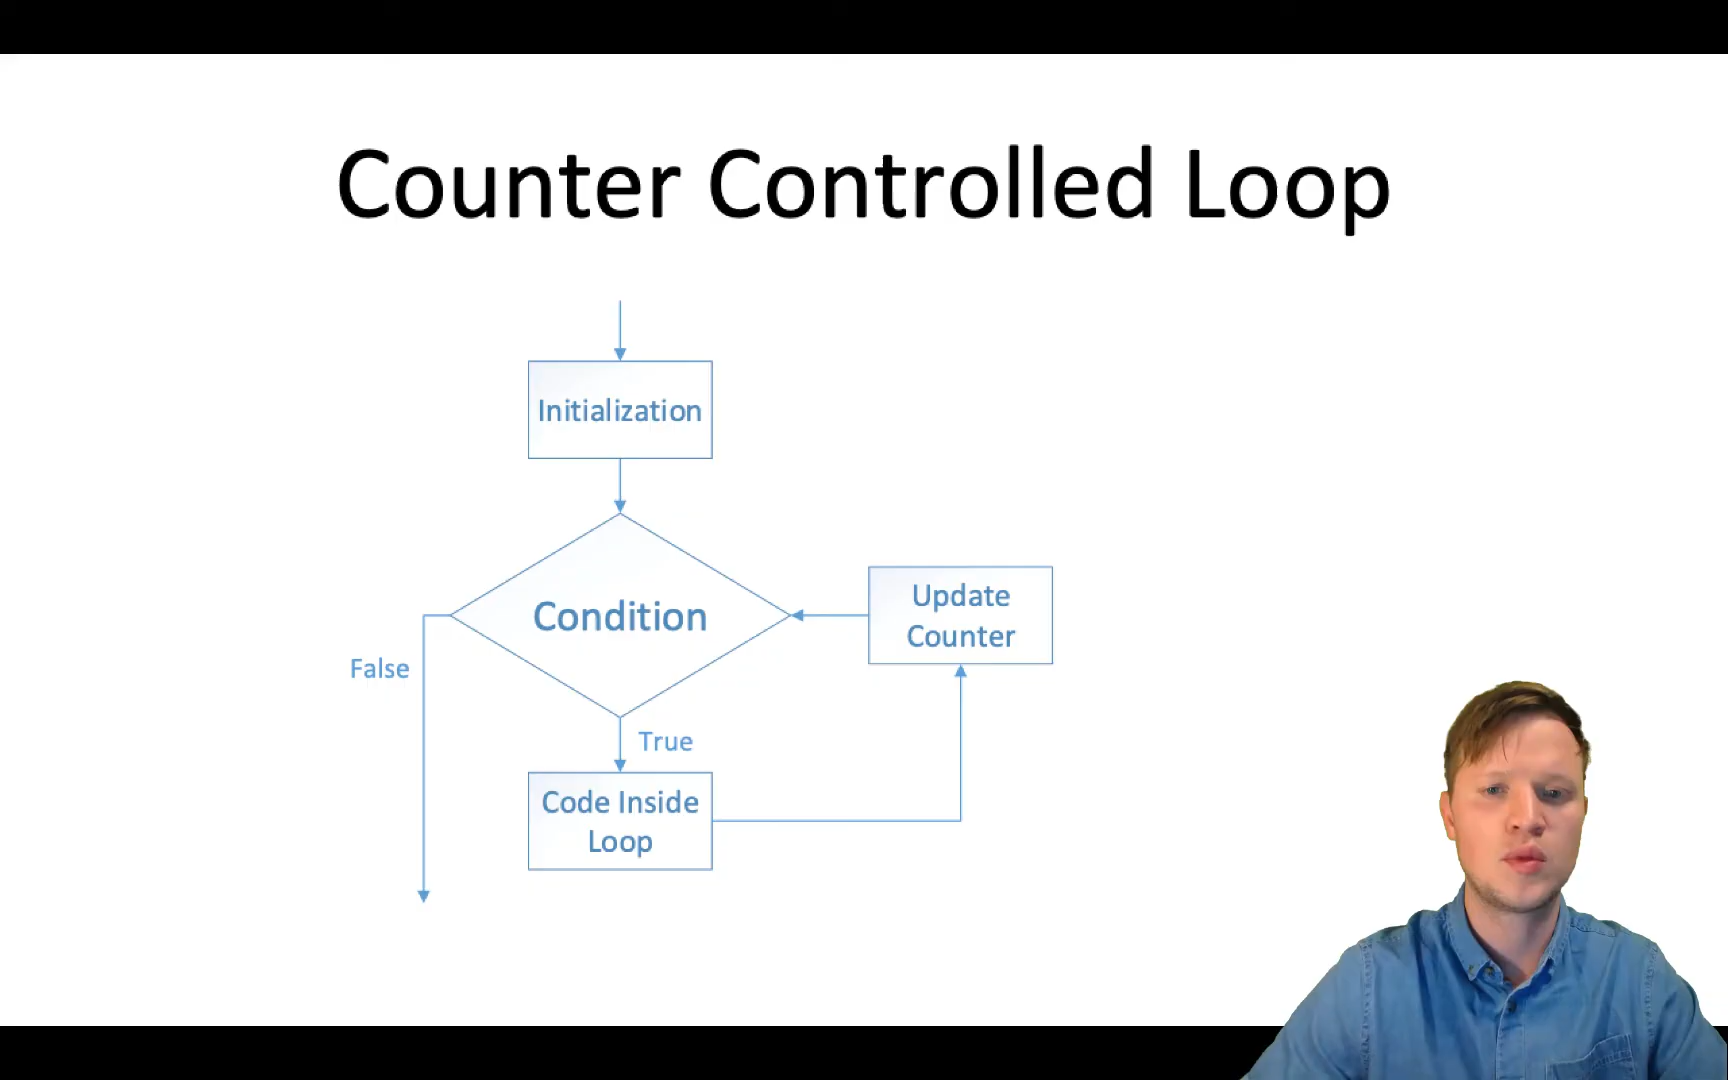 Counter Controlled Loop
Initialization
Condition
Update
Counter
False
True
Code Inside
Loop